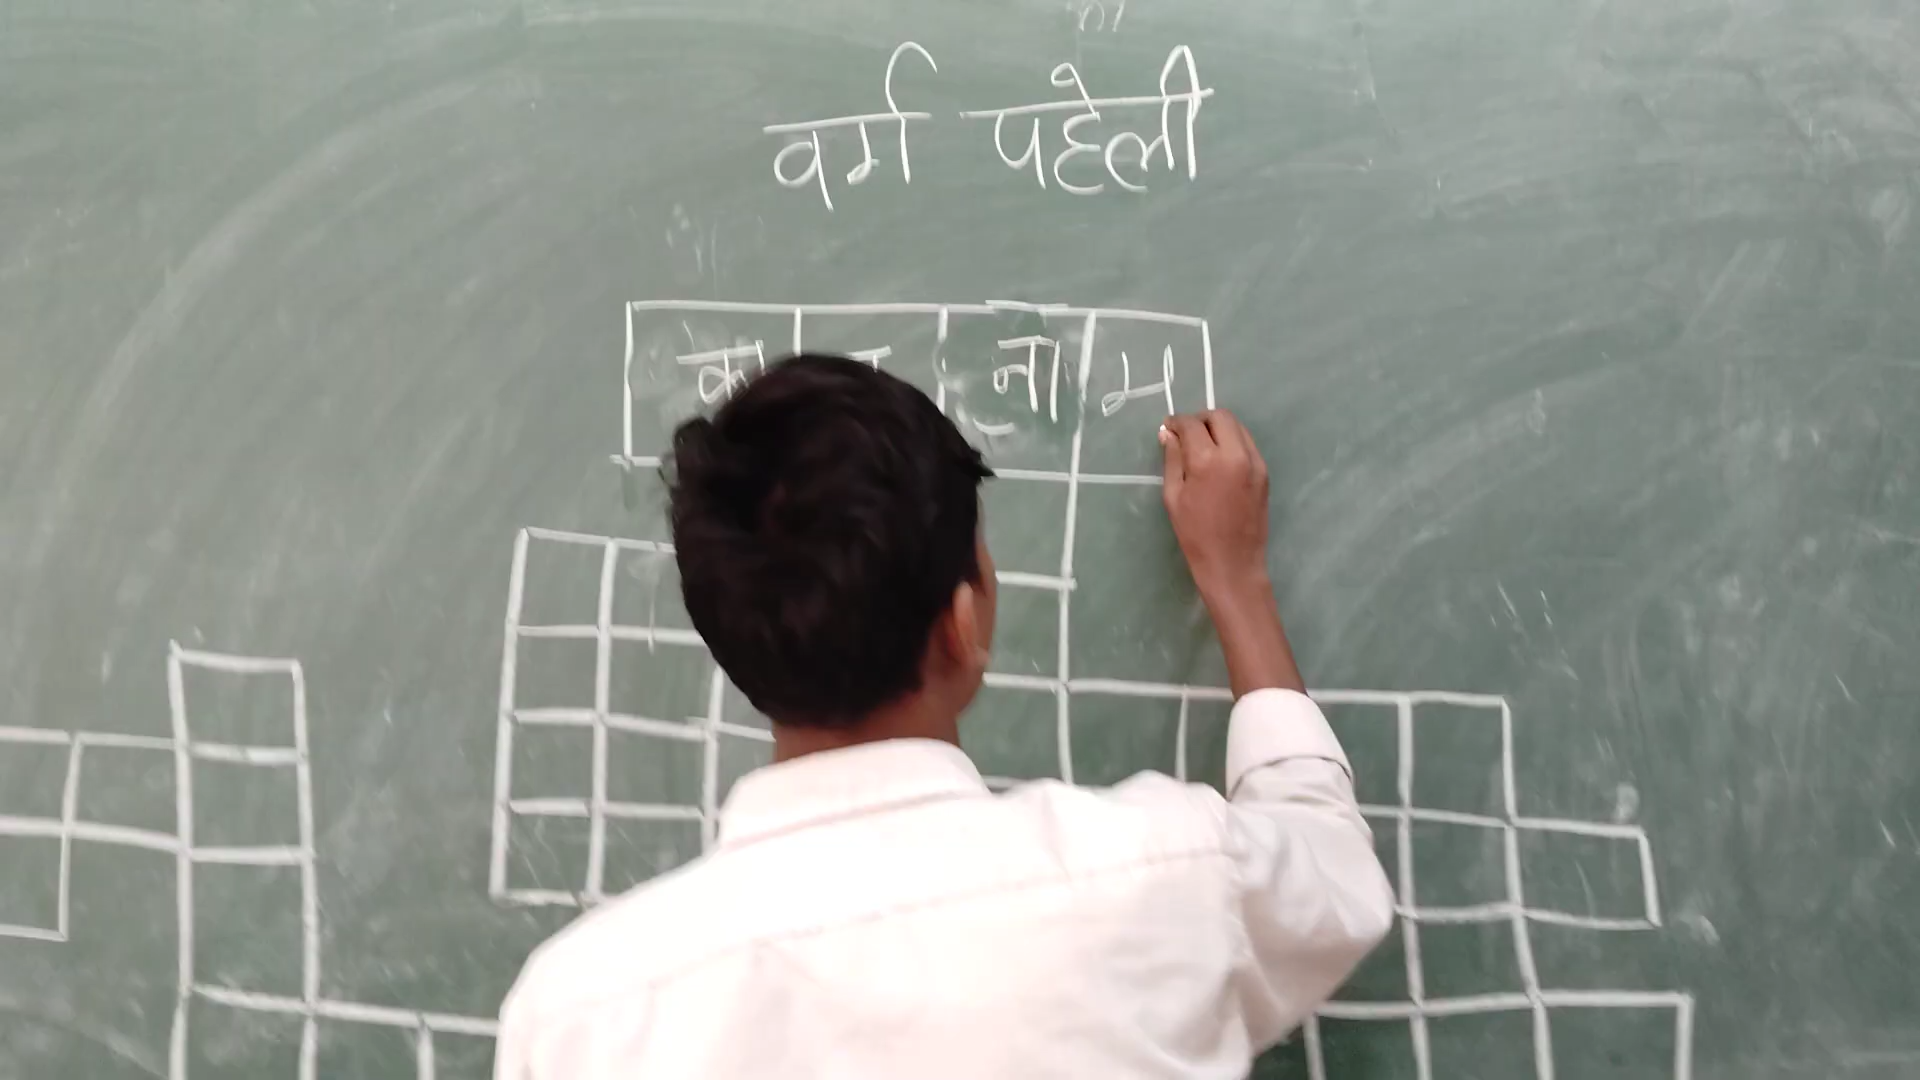 वर्ग पहेली
का ना म